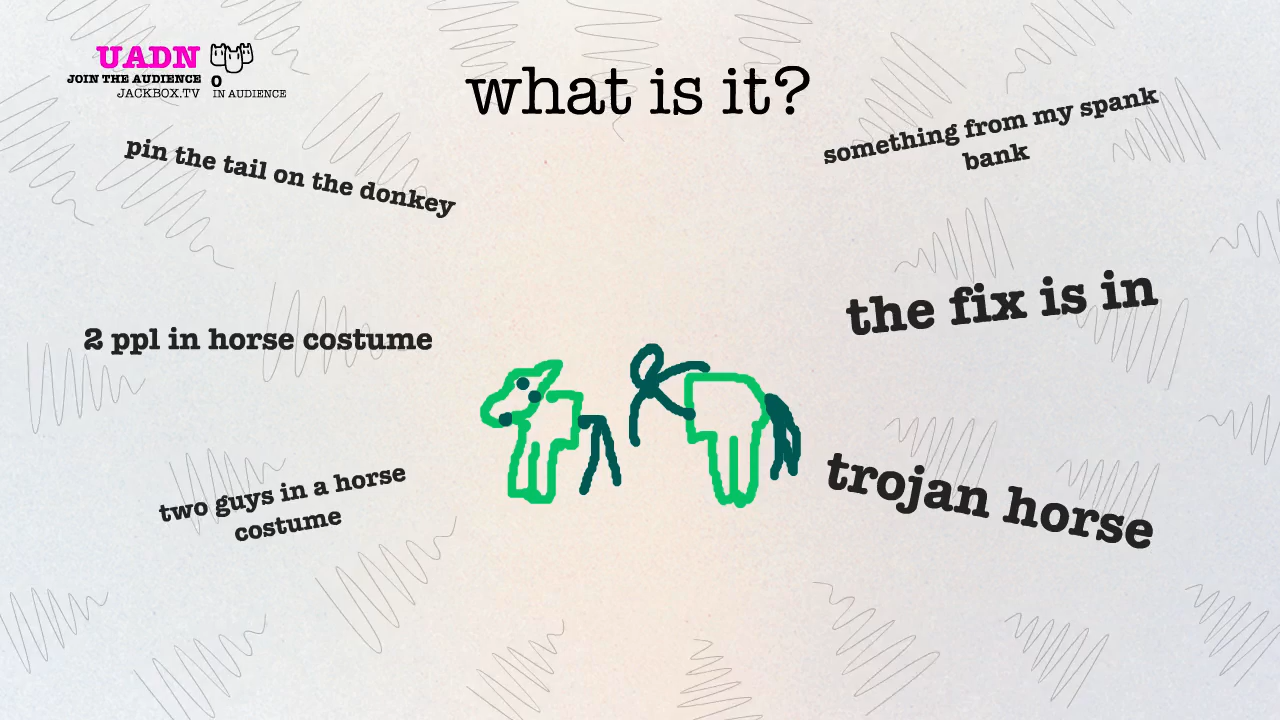 UADN
JOIN THE AUDIENCE
JACKBOX.TV
0
IN AUDIENCE
what is it?
pin the tail on the donkey
something from my spank
bank
2 ppl in horse costume
the fix is in
two guys in a horse
costume
trojan horse